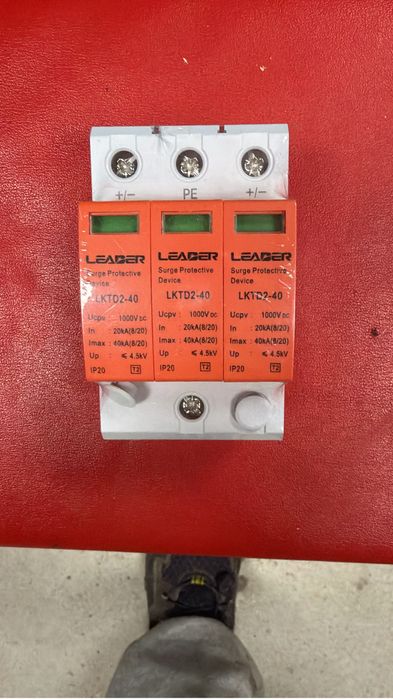 +/- PE +/-
LEADER
Surge Protective
Device
LKTD2-40
Ucpv : 1000V DC
In : 20kA(8/20)
Imax : 40kA(8/20)
Up : ≤ 4.5kV
IP20 T2
LEADER
Surge Protective
Device
LKTD2-40
Ucpv : 1000V DC
In : 20kA(8/20)
Imax : 40kA(8/20)
Up : ≤ 4.5kV
IP20 T2
LEADER
Surge Protective
Device
LKTD2-40
Ucpv : 1000V DC
In : 20kA(8/20)
Imax : 40kA(8/20)
Up : ≤ 4.5kV
IP20 T2